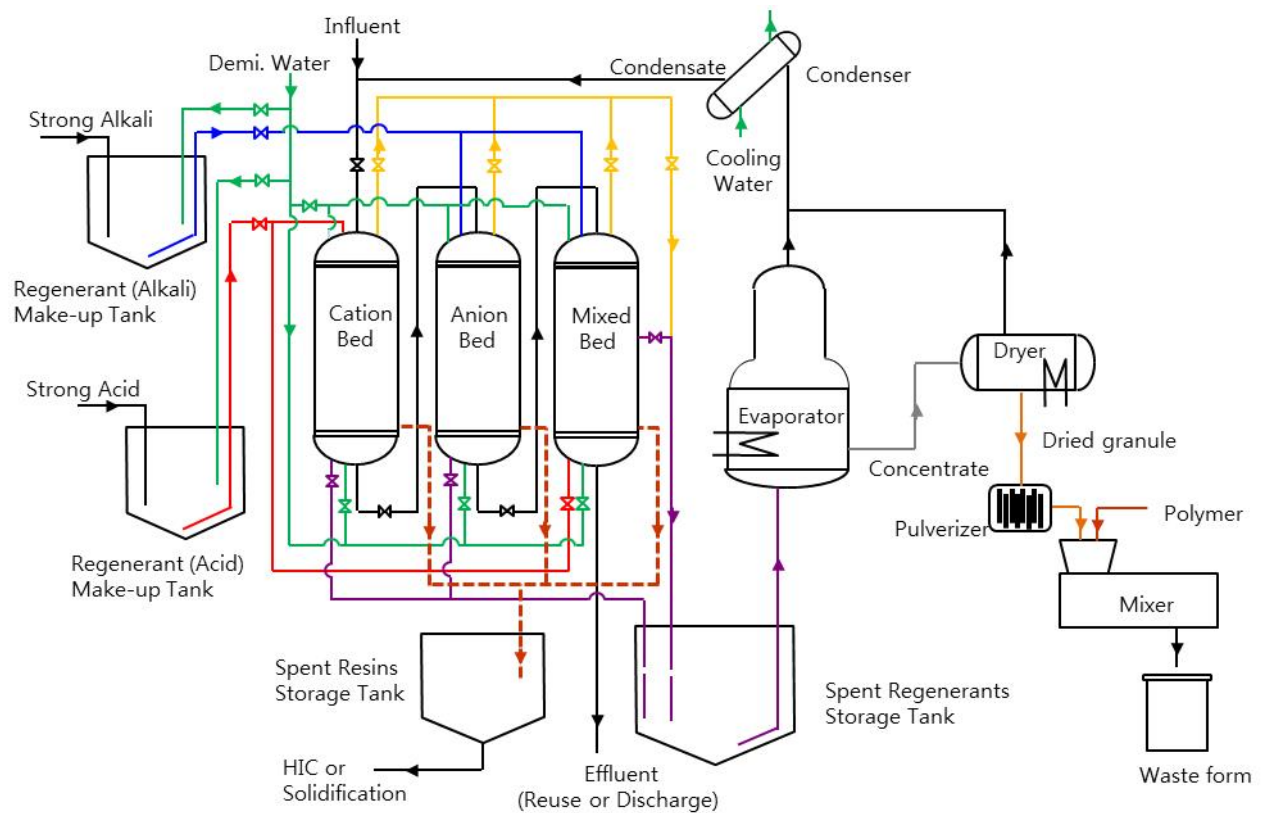 Influent
Demi. Water
Condensate
Condenser
Strong Alkali
Cooling
Water
Regenerant (Alkali)
Make-up Tank
Cation
Bed
Anion
Bed
Mixed
Bed
Dryer
Strong Acid
Evaporator
Dried granule
Concentrate
Pulverizer
Polymer
Regenerant (Acid)
Make-up Tank
Mixer
Spent Resins
Storage Tank
Spent Regenerants
Storage Tank
HIC or
Solidification
Effluent
(Reuse or Discharge)
Waste form